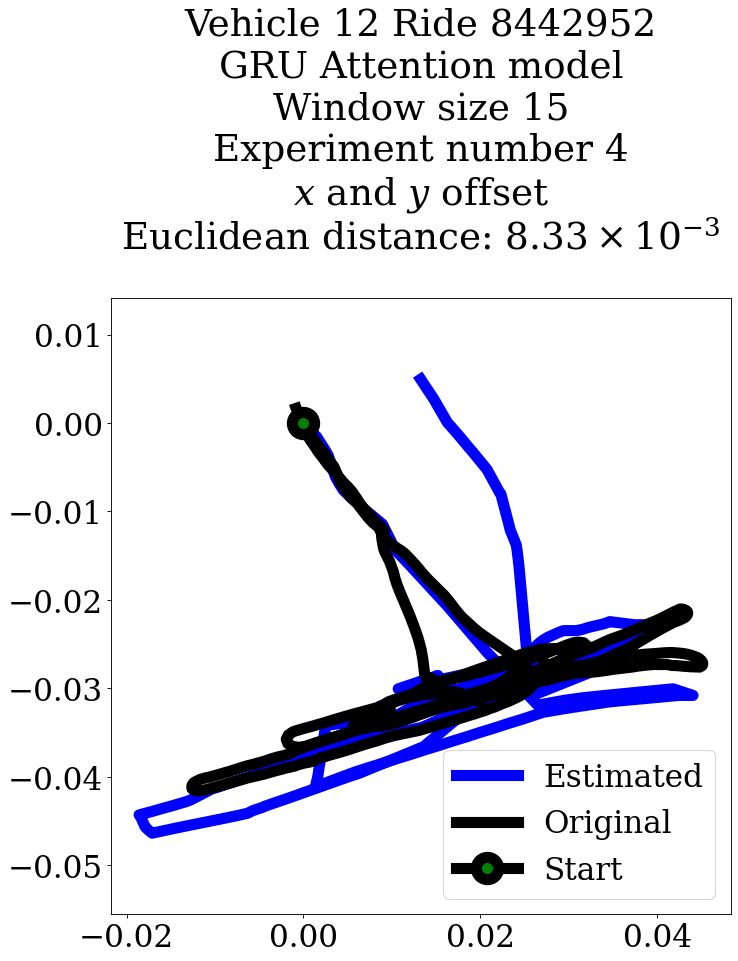 Vehicle 12 Ride 8442952
GRU Attention model
Window size 15
Experiment number 4
x and y offset
Euclidean distance: 8.33 × 10⁻³
0.01
0.00
−0.01
−0.02
−0.03
−0.04
−0.05
Estimated
Original
Start
−0.02 0.00 0.02 0.04